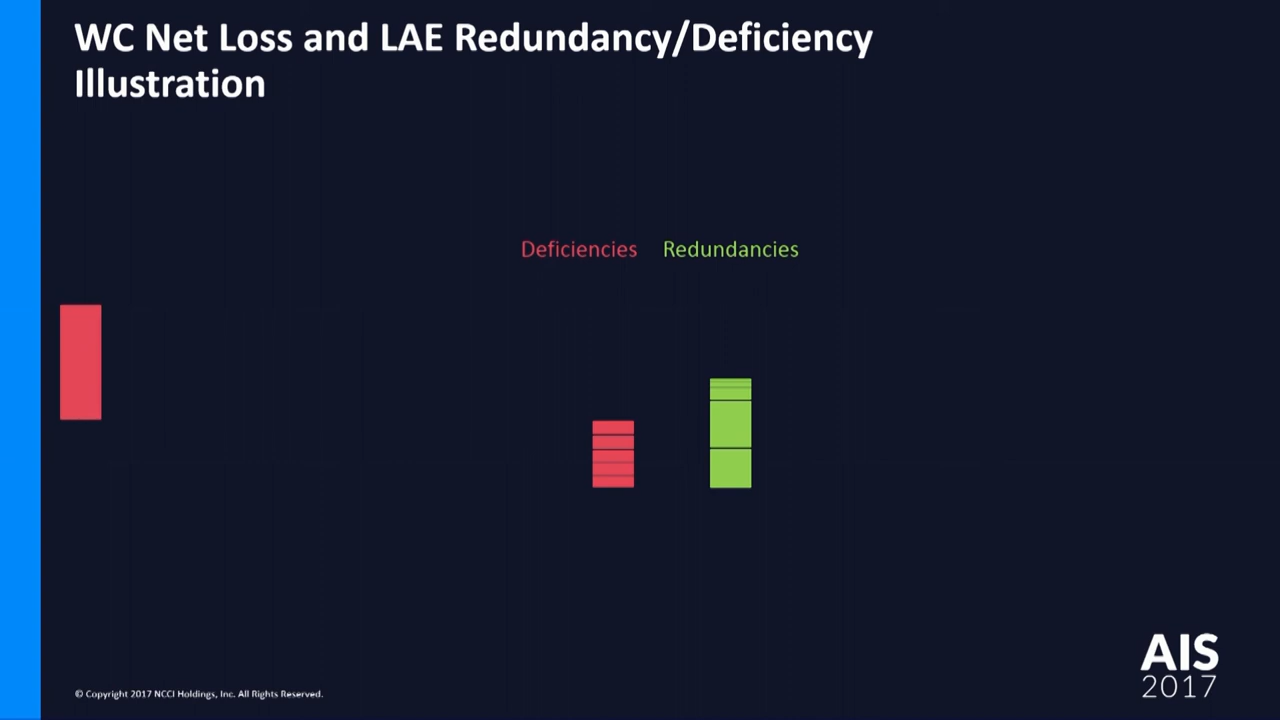 WC Net Loss and LAE Redundancy/Deficiency
Illustration
Deficiencies Redundancies
AIS
2017
© Copyright 2017 NCCI Holdings, Inc. All Rights Reserved.